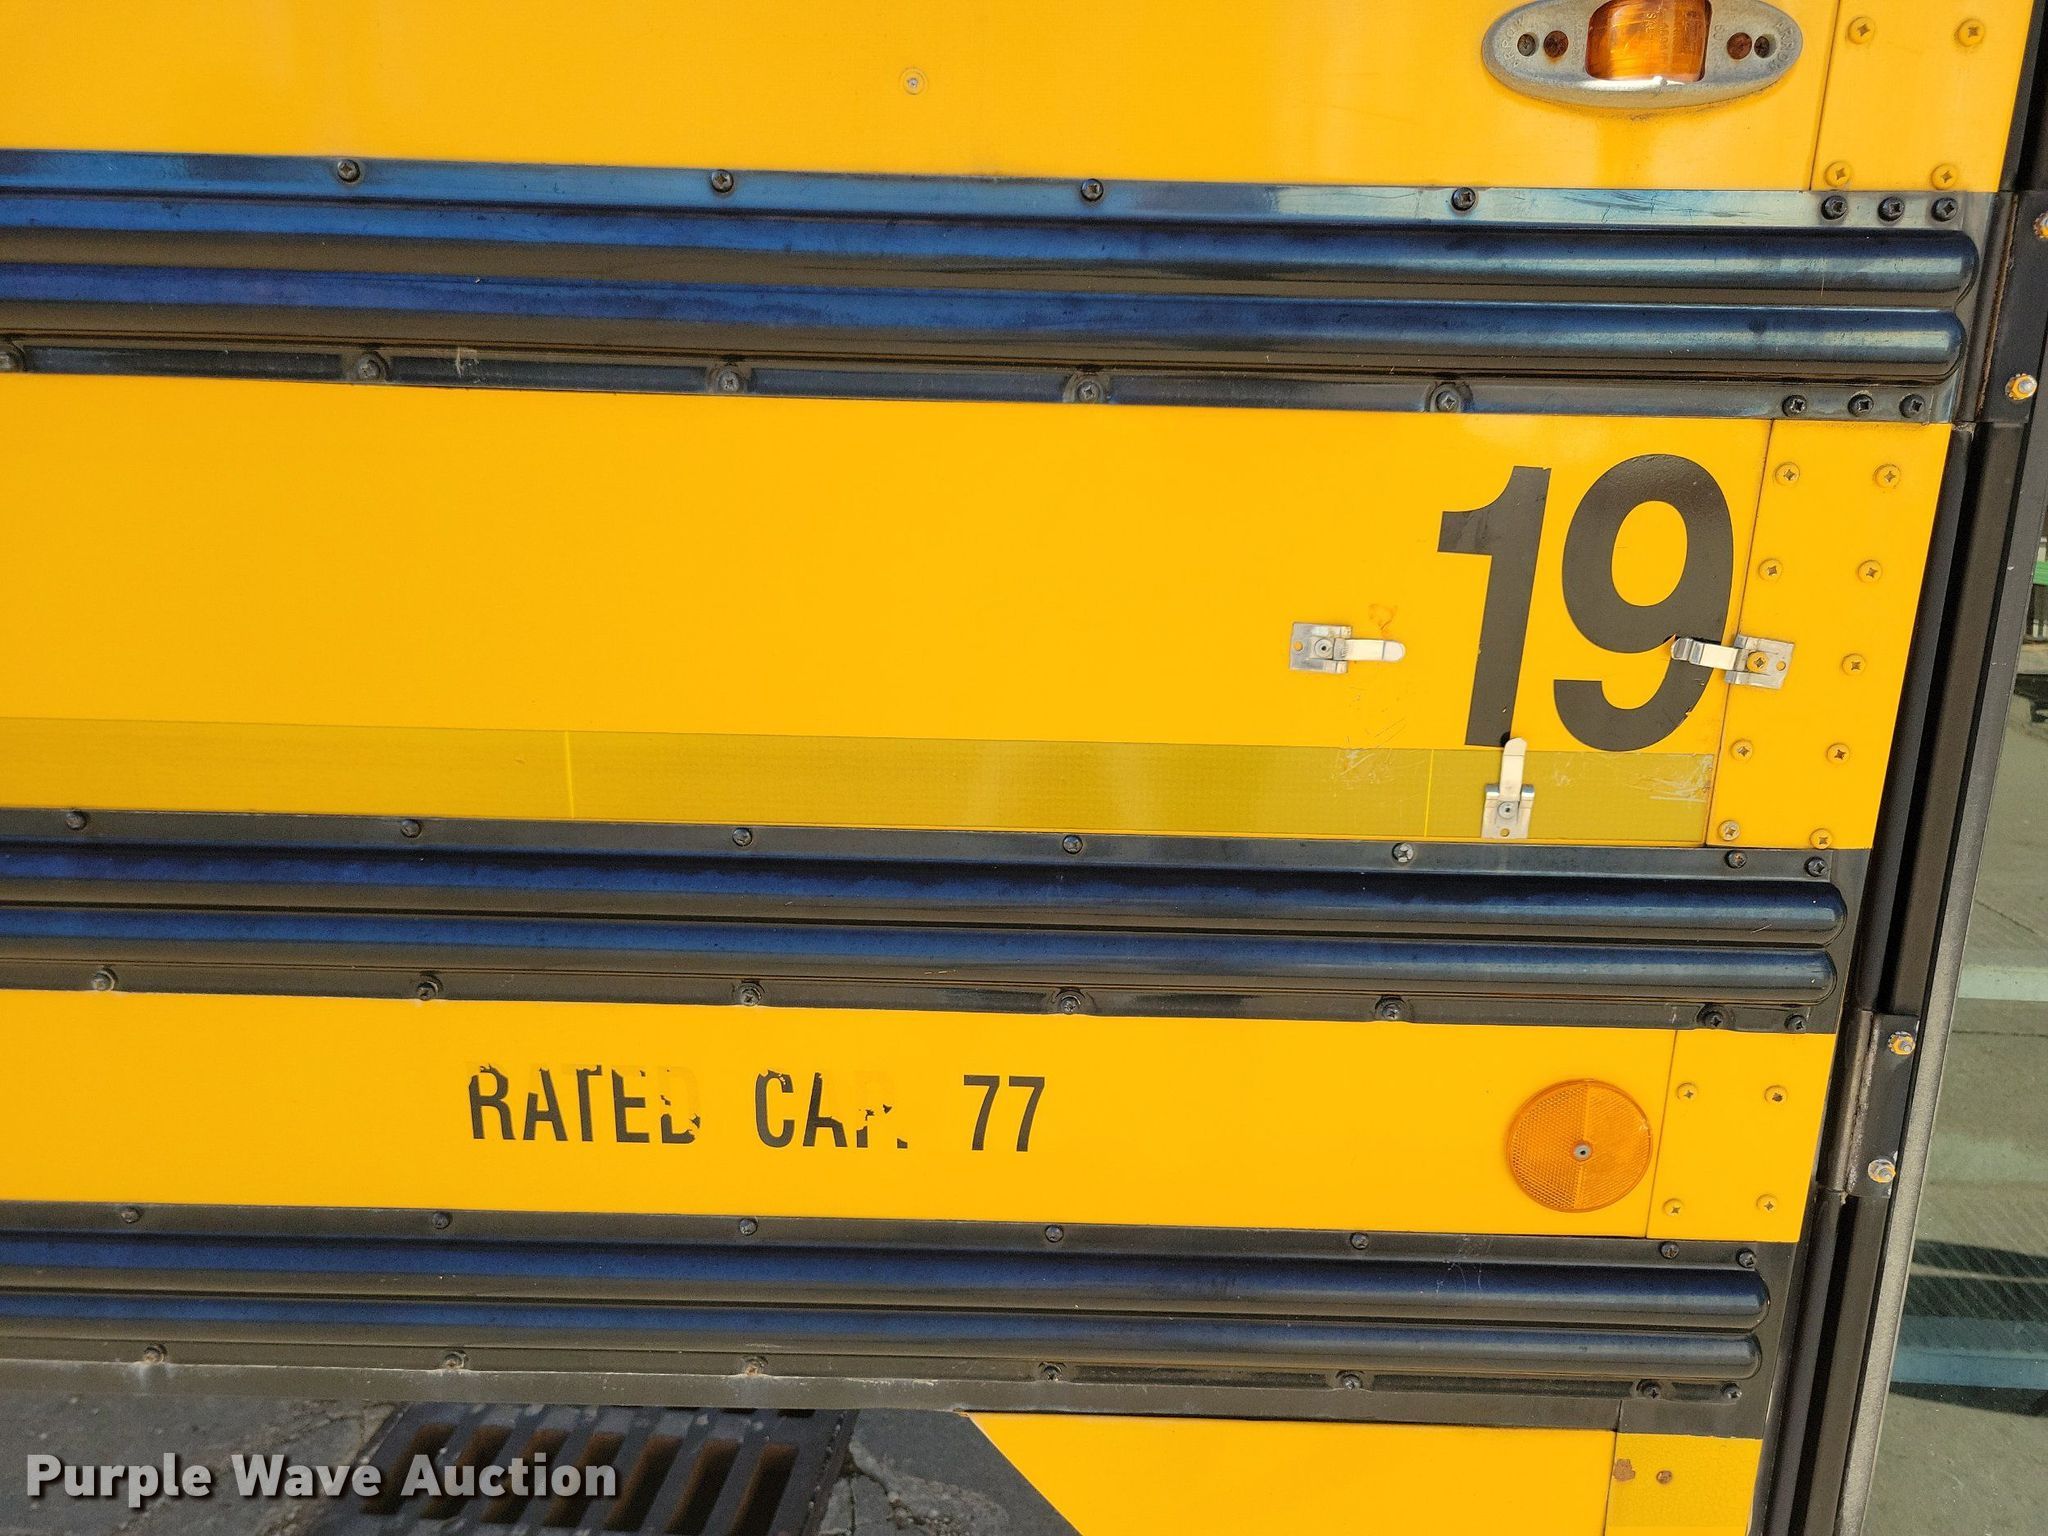 19
RATED CAP. 77
Purple Wave Auction